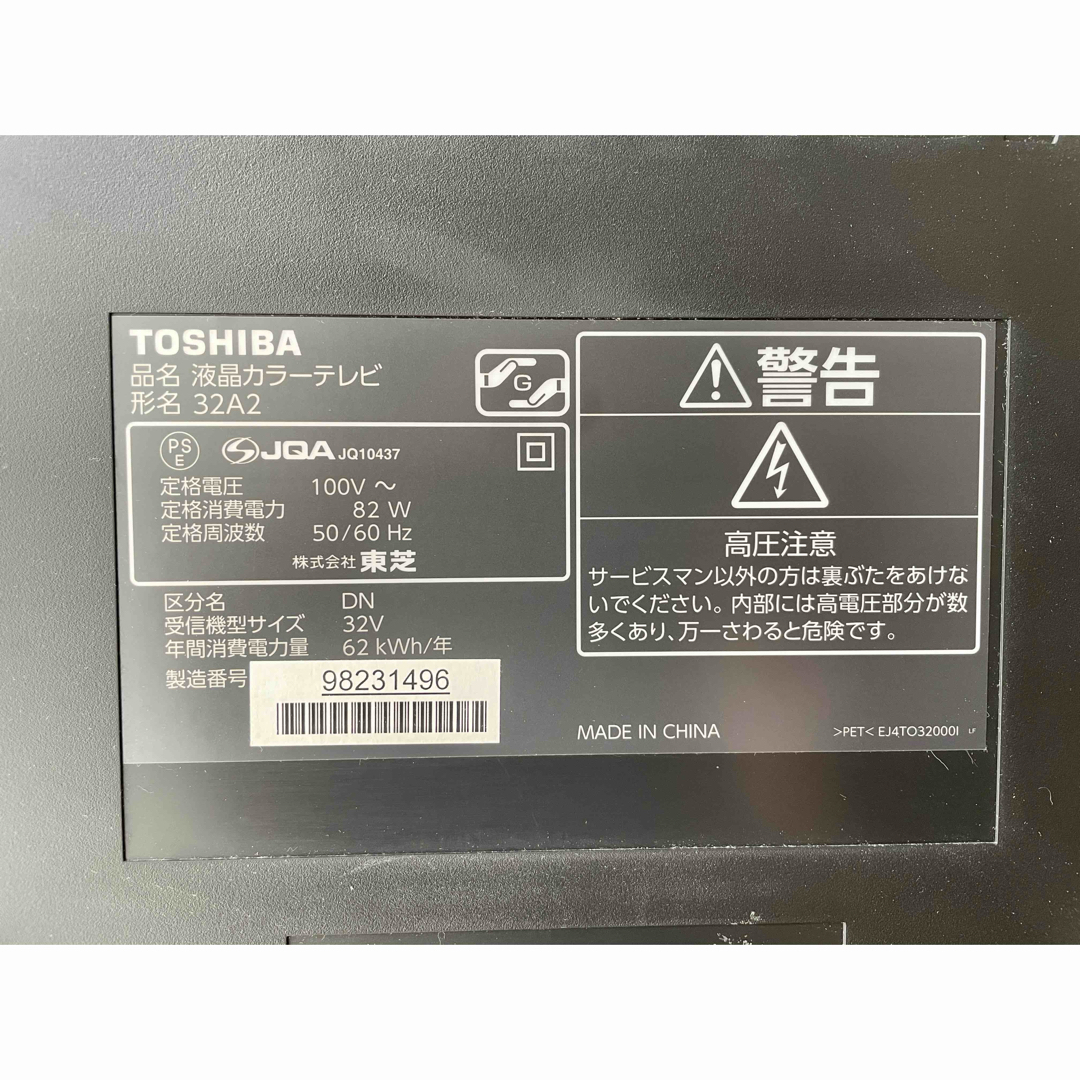 TOSHIBA
品名 液晶カラーテレビ
形名 32A2
G
PS
E
JQA JQ10437
定格電圧 100V ～
定格消費電力 82 W
定格周波数 50/60 Hz
株式会社 東芝
区分名 DN
受信機型サイズ 32V
年間消費電力量 62 kWh/年
製造番号 98231496
警告
高圧注意
サービスマン以外の方は裏ぶたをあけな
いでください。内部には高電圧部分が数
多くあり、万一さわると危険です。
MADE IN CHINA
>PET< EJ4TO32000I LF